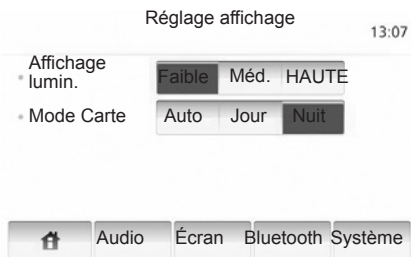 Réglage affichage
13:07
Affichage
lumin.
Faible Méd. HAUTE
Mode Carte Auto Jour Nuit
Audio Écran Bluetooth Système